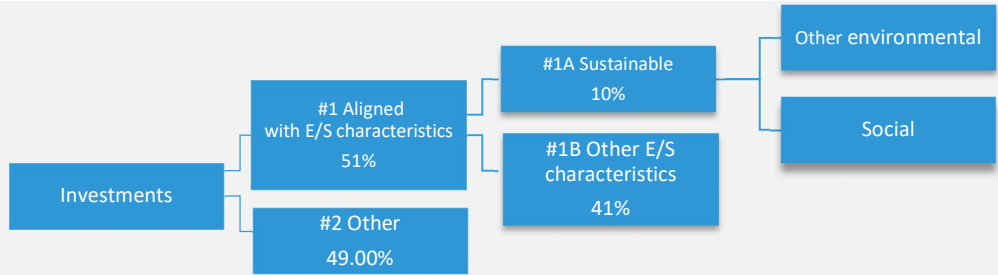 Investments
#1 Aligned
with E/S characteristics
51%
#2 Other
49.00%
#1A Sustainable
10%
#1B Other E/S
characteristics
41%
Other environmental
Social